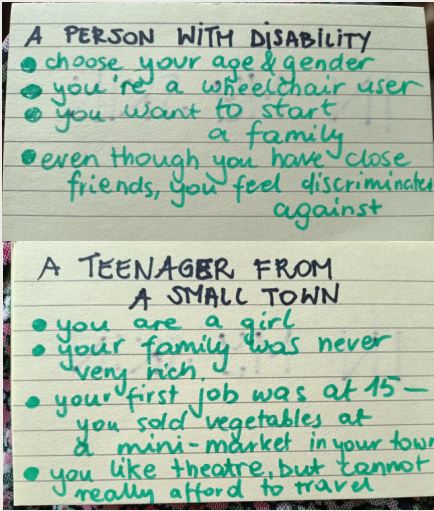 A PERSON WITH DISABILITY
choose your age & gender
you're a wheelchair user
you want to start
a family
even though you have close
friends, you feel discriminated
against
A TEENAGER FROM
A SMALL TOWN
you are a girl
your family was never
very rich
your first job was at 15 –
you sold vegetables at
a mini-market in your town
you like theatre, but cannot
really afford to travel